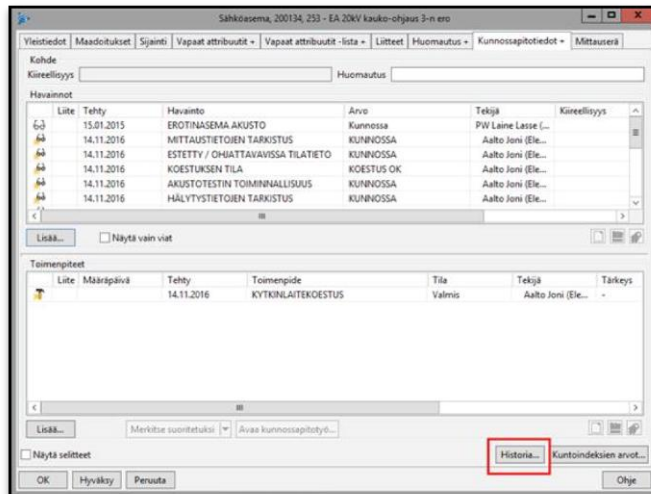 Sähköasema, 200134, 253 - EA 20kV kauko-ohjaus 3-n ero
Yleistiedot Maadoitukset Sijainti Vapaat attribuutit + Vapaat attribuutit -lista + Liitteet Huomautus + Kunnossapitotiedot + Mittauserä
Kohde
Kiireellisyys Huomautus
Havainnot
Liite Tehty Havainto Arvo Tekijä Kiireellisyys
15.01.2015 EROTINASEMA AKUSTO Kunnossa PW Laine Lasse (...
14.11.2016 MITTAUSTIETOJEN TARKISTUS KUNNOSSA Aalto Joni (Ele...
14.11.2016 ESTETTY / OHJATTAVAVISSA TILATIETO KUNNOSSA Aalto Joni (Ele...
14.11.2016 KOESTUKSEN TILA KOESTUS OK Aalto Joni (Ele...
14.11.2016 AKUSTOTESTIN TOIMINNALLISUUS KUNNOSSA Aalto Joni (Ele...
14.11.2016 HÄLYTYSTIETOJEN TARKISTUS KUNNOSSA Aalto Joni (Ele...
Lisää... Näytä vain viat
Toimenpiteet
Liite Määräpäivä Tehty Toimenpide Tila Tekijä Tärkeys
14.11.2016 KYTKINLAITEKOESTUS Valmis Aalto Joni (Ele... -
Lisää... Merkitse suoritetuksi Avaa kunnossapitotyö...
Näytä selitteet Historia... Kuntoindeksien arvot...
OK Hyväksy Peruuta Ohje